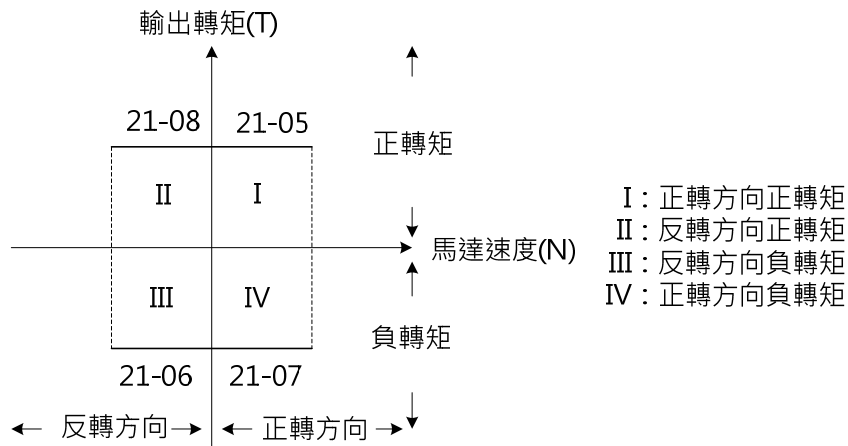 輸出轉矩(T)
21-08
21-05
正轉矩
II
I
I：正轉方向正轉矩
II：反轉方向正轉矩
III：反轉方向負轉矩
IV：正轉方向負轉矩
馬達速度(N)
III
IV
負轉矩
21-06
21-07
反轉方向
正轉方向